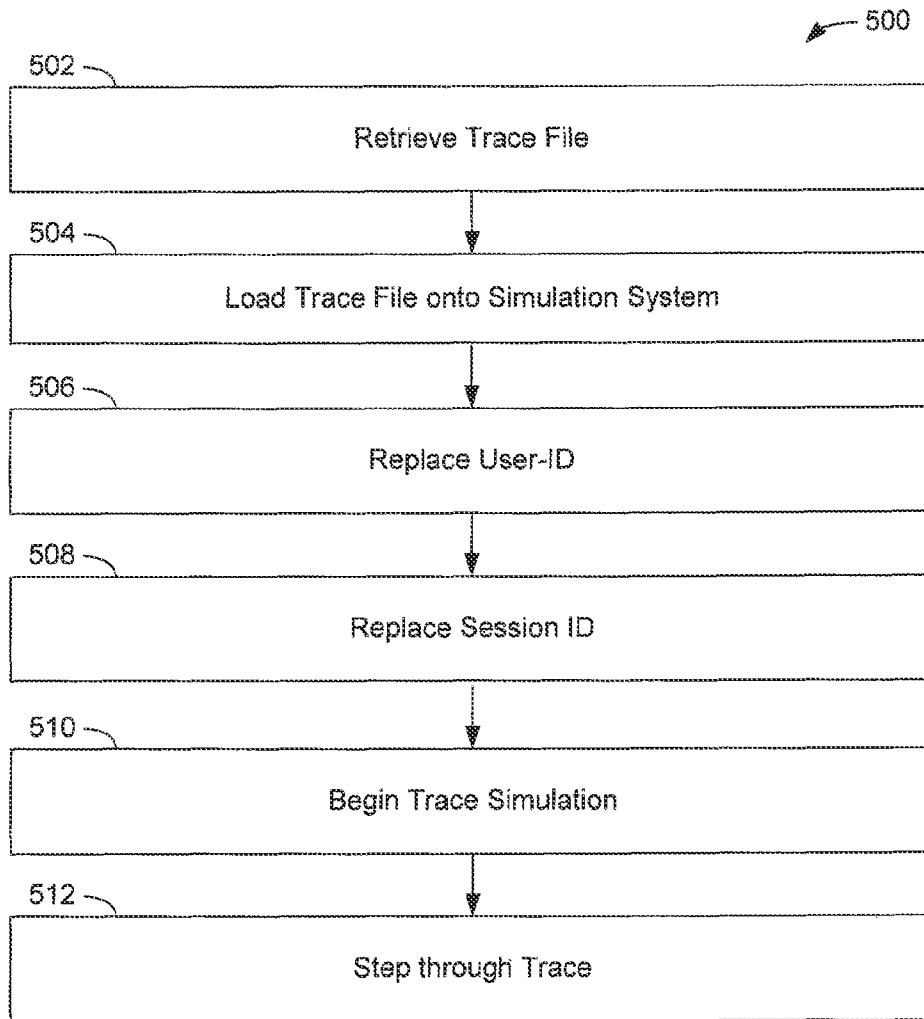 500
502
Retrieve Trace File
504
Load Trace File onto Simulation System
506
Replace User-ID
508
Replace Session ID
510
Begin Trace Simulation
512
Step through Trace